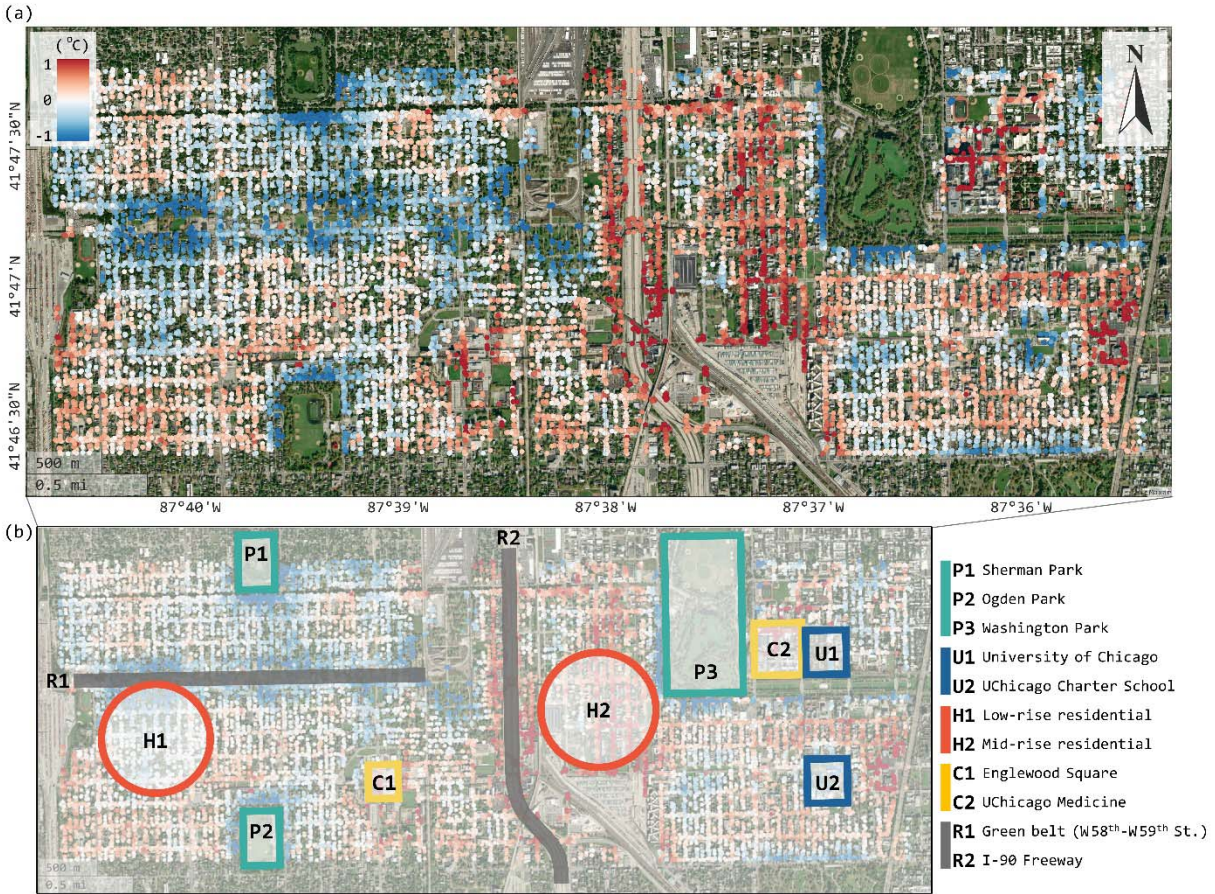 (a)
(°C)
1
0
-1
N
41°47'30"N
41°47'N
41°46'30"N
500 m
0.5 mi
87°40'W
87°39'W
87°38'W
87°37'W
87°36'W
(b)
P1
R2
R1
H1
C1
P2
H2
P3
C2
U1
U2
500 m
0.5 mi
P1 Sherman Park
P2 Ogden Park
P3 Washington Park
U1 University of Chicago
U2 UChicago Charter School
H1 Low-rise residential
H2 Mid-rise residential
C1 Englewood Square
C2 UChicago Medicine
R1 Green belt (W58th-W59th St.)
R2 I-90 Freeway